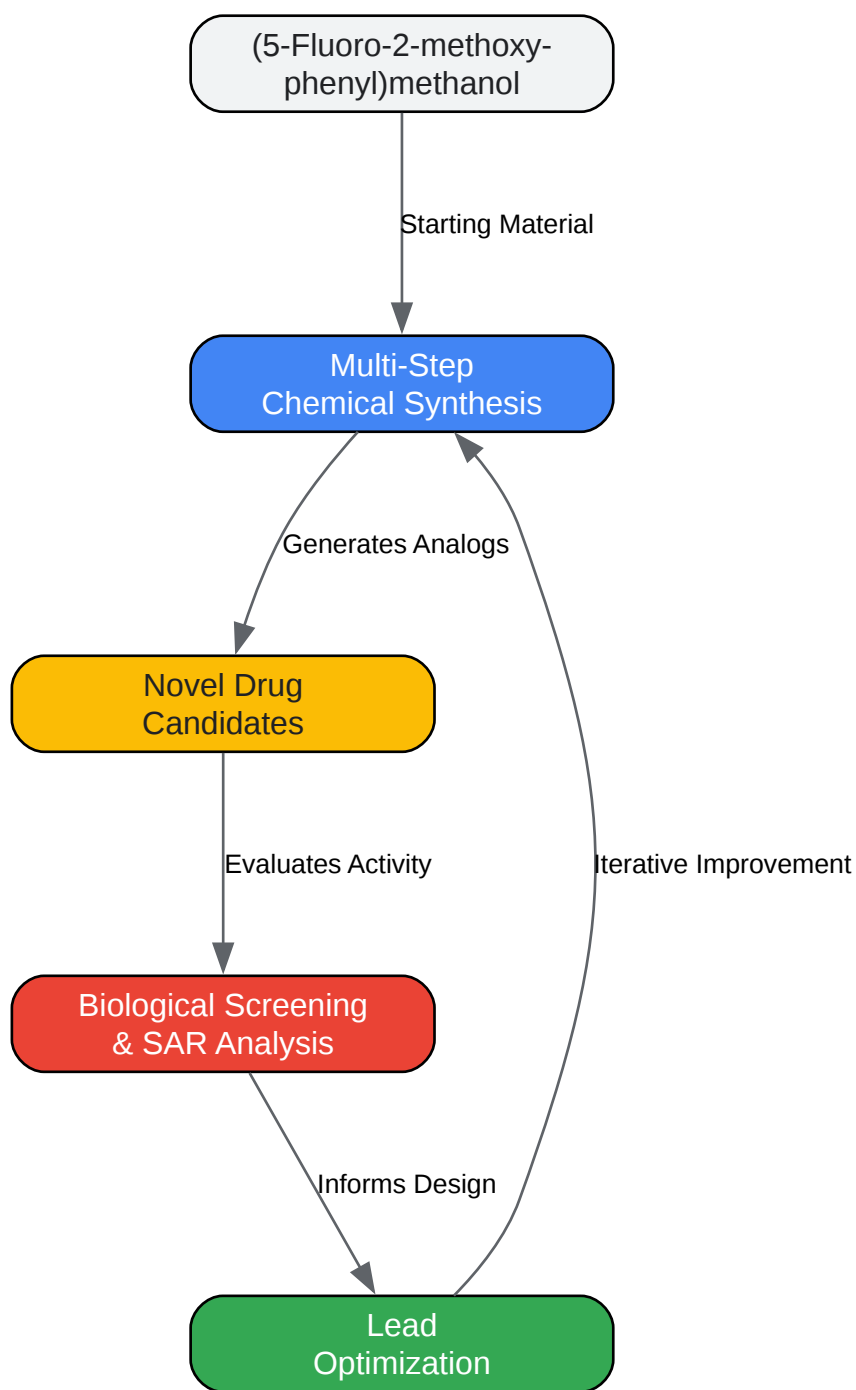 (5-Fluoro-2-methoxy-
phenyl)methanol
Starting Material
Multi-Step
Chemical Synthesis
Generates Analogs
Novel Drug
Candidates
Evaluates Activity
Iterative Improvement
Biological Screening
& SAR Analysis
Informs Design
Lead
Optimization